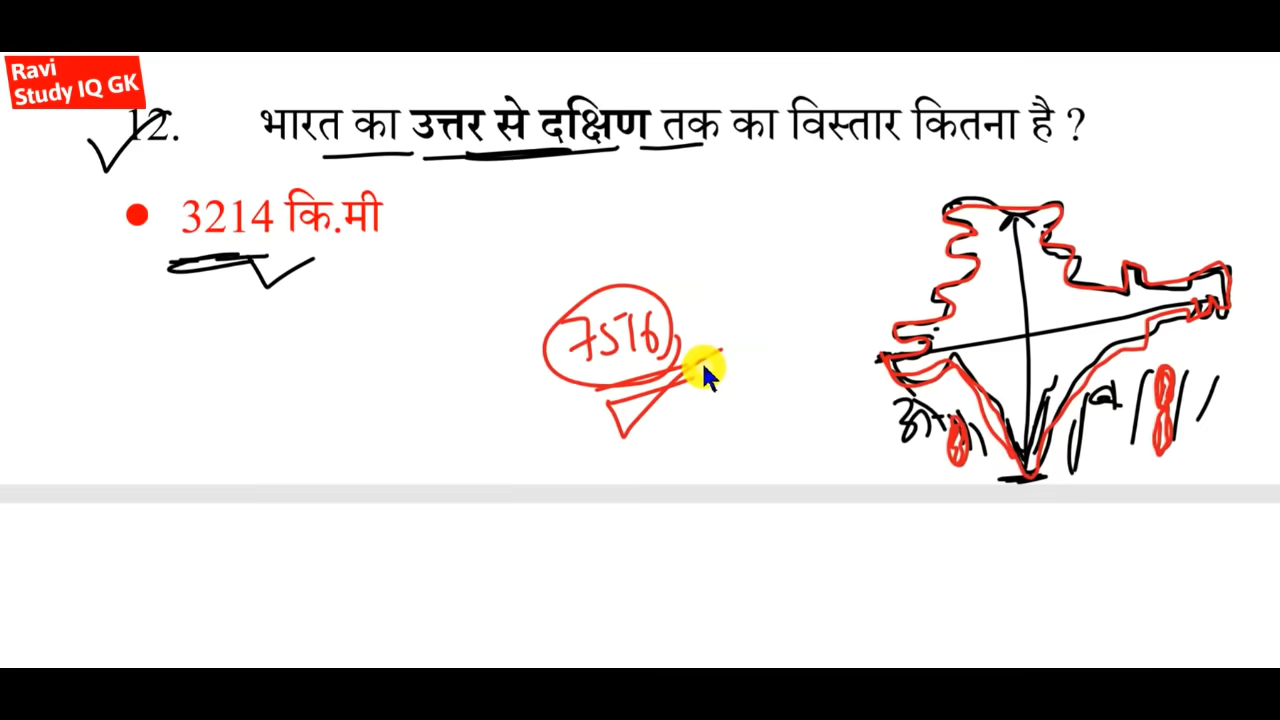 Ravi
Study IQ GK
12. भारत का उत्तर से दक्षिण तक का विस्तार कितना है ?
3214 कि.मी
7516